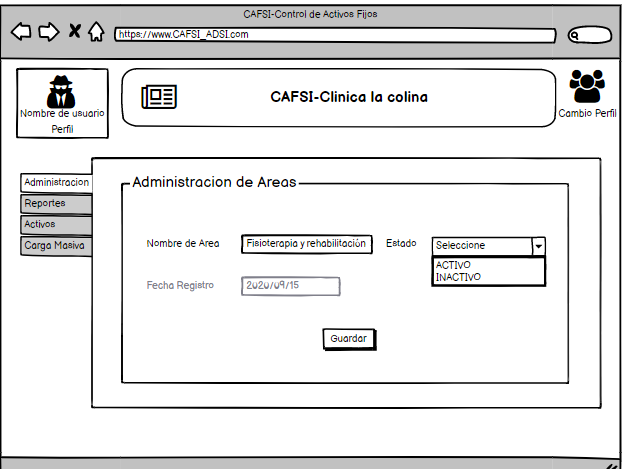 CAFSI-Control de Activos Fijos
https://www.CAFSI_ADSI.com
Nombre de usuario
Perfil
CAFSI-Clinica la colina
Cambio Perfil
Administracion
Reportes
Activos
Carga Masiva
Administracion de Areas
Nombre de Area
Fisioterapia y rehabilitación
Estado
Seleccione
ACTIVO
INACTIVO
Fecha Registro
2020/09/15
Guardar